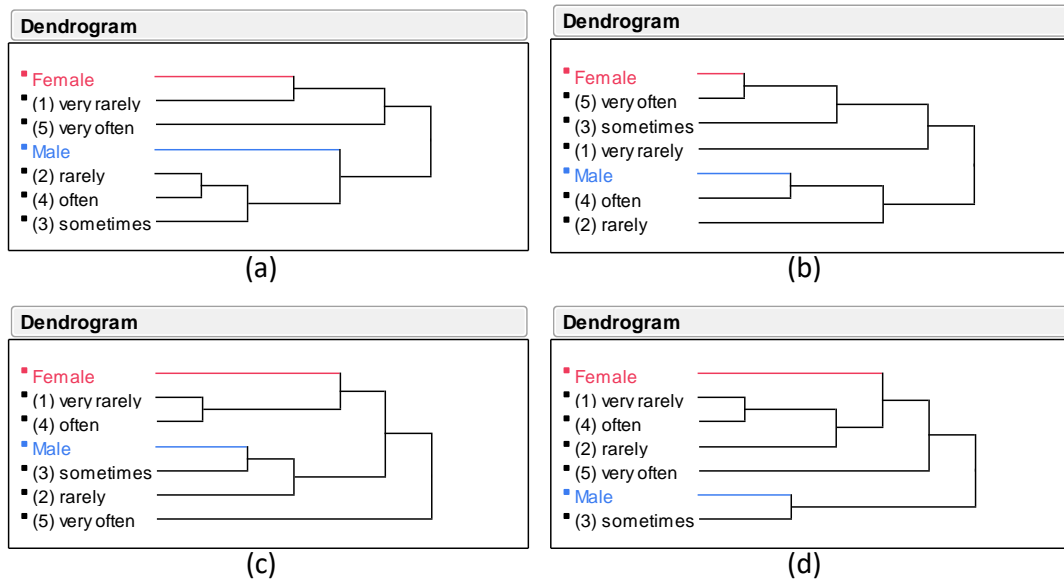 Dendrogram
Female
(1) very rarely
(5) very often
Male
(2) rarely
(4) often
(3) sometimes
(a)
Dendrogram
Female
(5) very often
(3) sometimes
(1) very rarely
Male
(4) often
(2) rarely
(b)
Dendrogram
Female
(1) very rarely
(4) often
Male
(3) sometimes
(2) rarely
(5) very often
(c)
Dendrogram
Female
(1) very rarely
(4) often
(2) rarely
(5) very often
Male
(3) sometimes
(d)